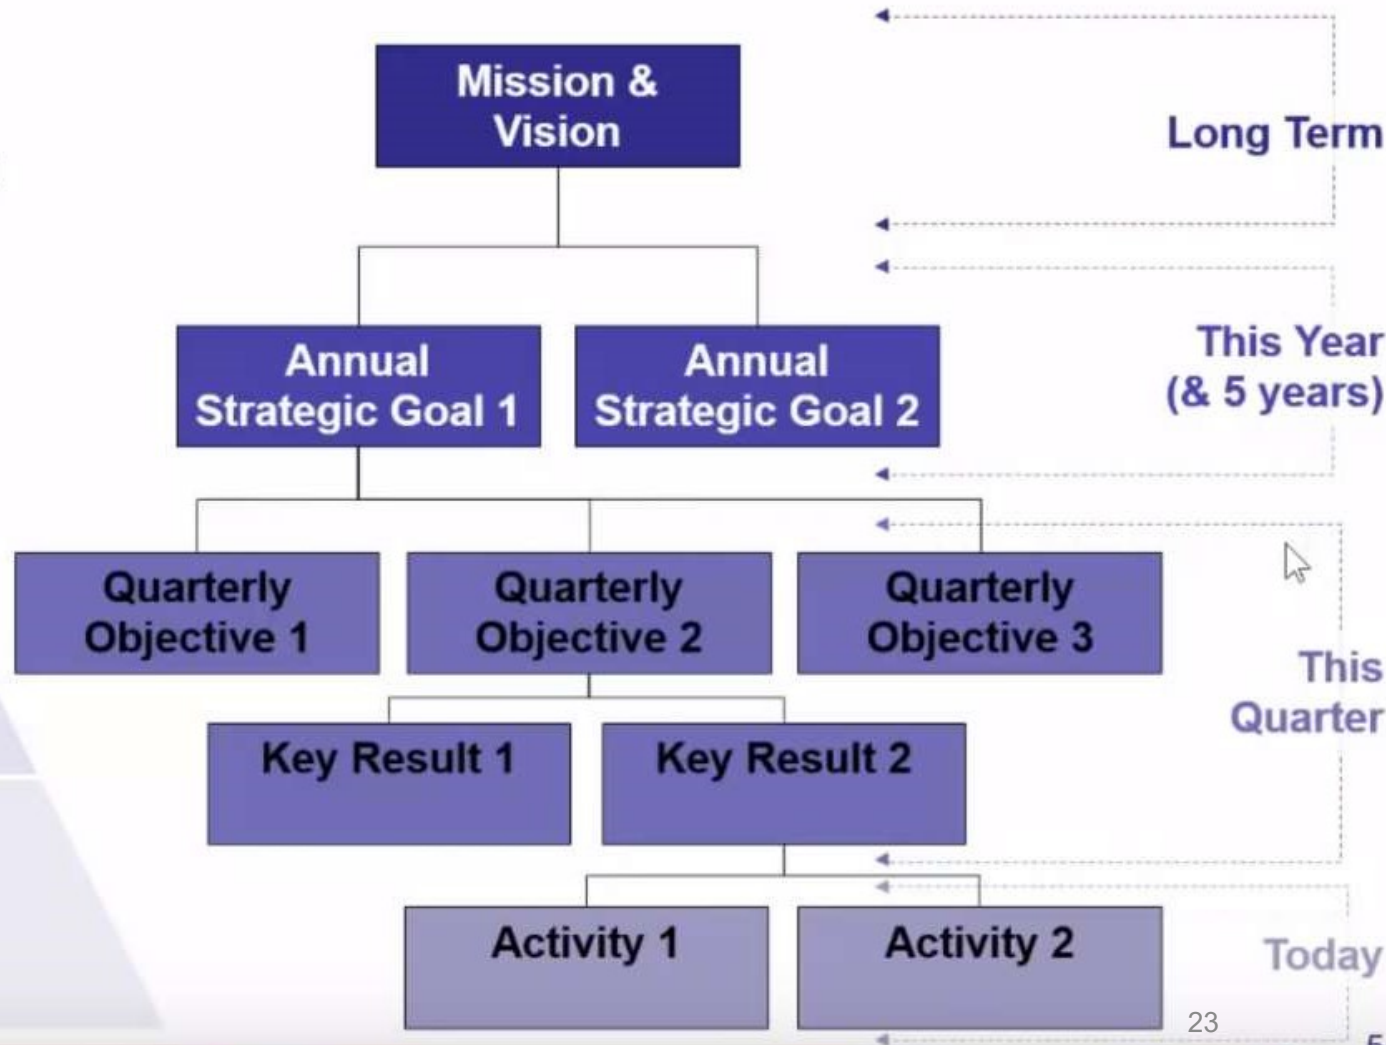 Mission &
Vision
Long Term
Annual
Strategic Goal 1
Annual
Strategic Goal 2
This Year
(& 5 years)
Quarterly
Objective 1
Quarterly
Objective 2
Quarterly
Objective 3
This
Quarter
Key Result 1
Key Result 2
Activity 1
Activity 2
Today
23